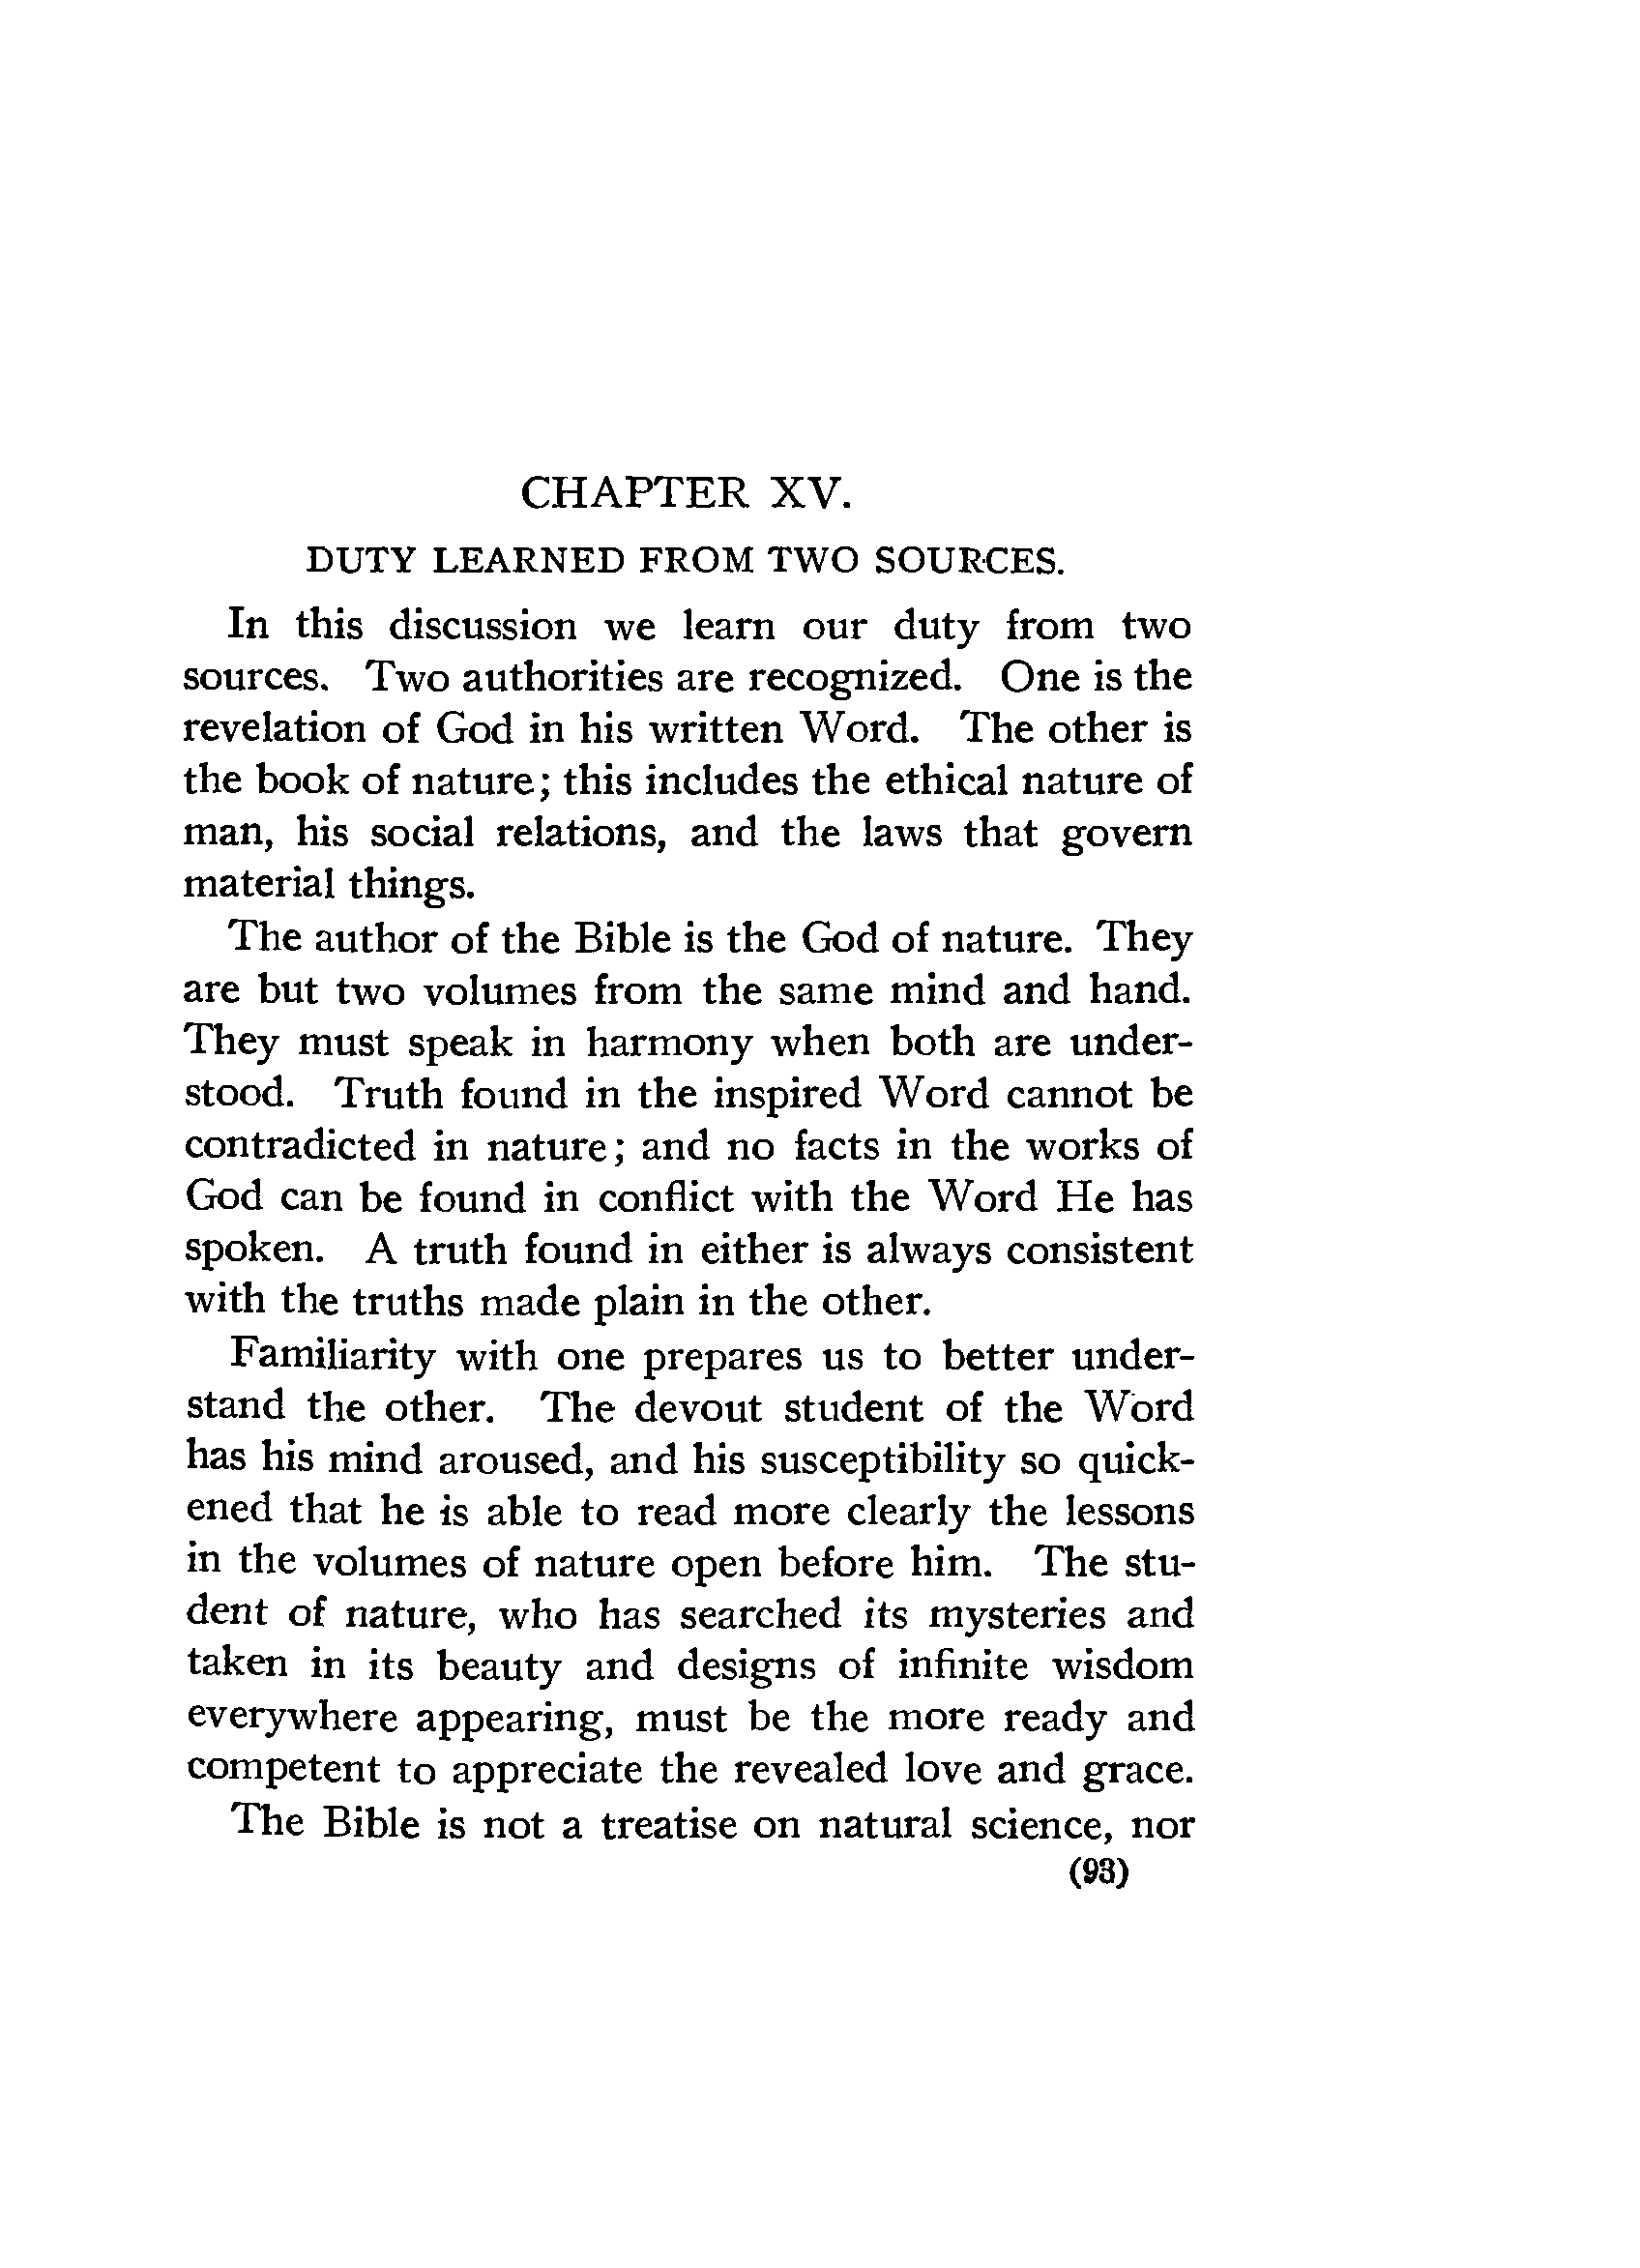 CHAPTER XV.
DUTY LEARNED FROM TWO SOURCES.
In this discussion we learn our duty from two
sources. Two authorities are recognized. One is the
revelation of God in his written Word. The other is
the book of nature; this includes the ethical nature of
man, his social relations, and the laws that govern
material things.
The author of the Bible is the God of nature. They
are but two volumes from the same mind and hand.
They must speak in harmony when both are under-
stood. Truth found in the inspired Word cannot be
contradicted in nature; and no facts in the works of
God can be found in conflict with the Word He has
spoken. A truth found in either is always consistent
with the truths made plain in the other.
Familiarity with one prepares us to better under-
stand the other. The devout student of the Word
has his mind aroused, and his susceptibility so quick-
ened that he is able to read more clearly the lessons
in the volumes of nature open before him. The stu-
dent of nature, who has searched its mysteries and
taken in its beauty and designs of infinite wisdom
everywhere appearing, must be the more ready and
competent to appreciate the revealed love and grace.
The Bible is not a treatise on natural science, nor
(93)